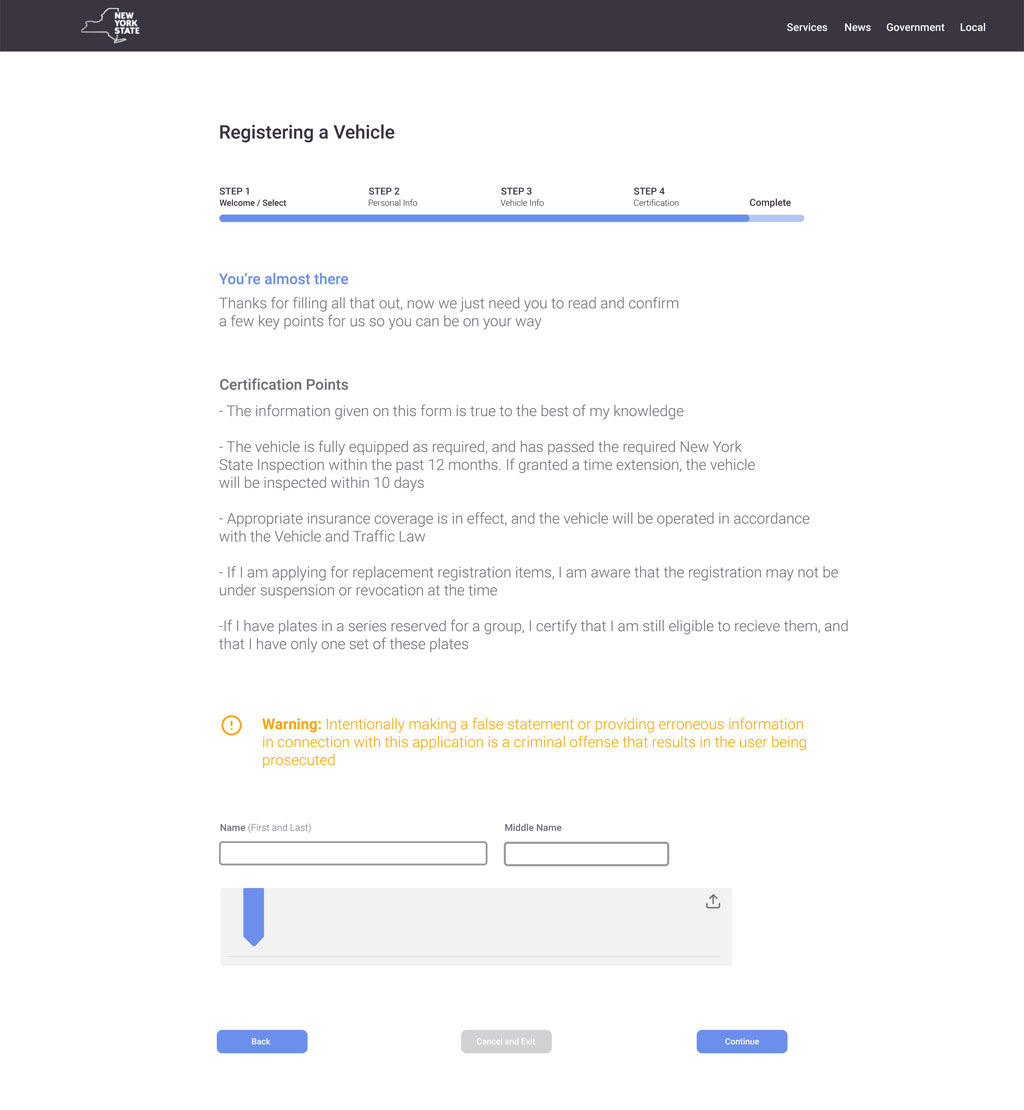 NEW
YORK
STATE
Services News Government Local
Registering a Vehicle
STEP 1 STEP 2 STEP 3 STEP 4
Welcome / Select Personal Info Vehicle Info Certification Complete
You're almost there
Thanks for filling all that out, now we just need you to read and confirm
a few key points for us so you can be on your way
Certification Points
- The information given on this form is true to the best of my knowledge
- The vehicle is fully equipped as required, and has passed the required New York
State Inspection within the past 12 months. If granted a time extension, the vehicle
will be inspected within 10 days
- Appropriate insurance coverage is in effect, and the vehicle will be operated in accordance
with the Vehicle and Traffic Law
- If I am applying for replacement registration items, I am aware that the registration may not be
under suspension or revocation at the time
-If I have plates in a series reserved for a group, I certify that I am still eligible to recieve them, and
that I have only one set of these plates
Warning: Intentionally making a false statement or providing erroneous information
in connection with this application is a criminal offense that results in the user being
prosecuted
Name (First and Last) Middle Name
Back Cancel and Exit Continue